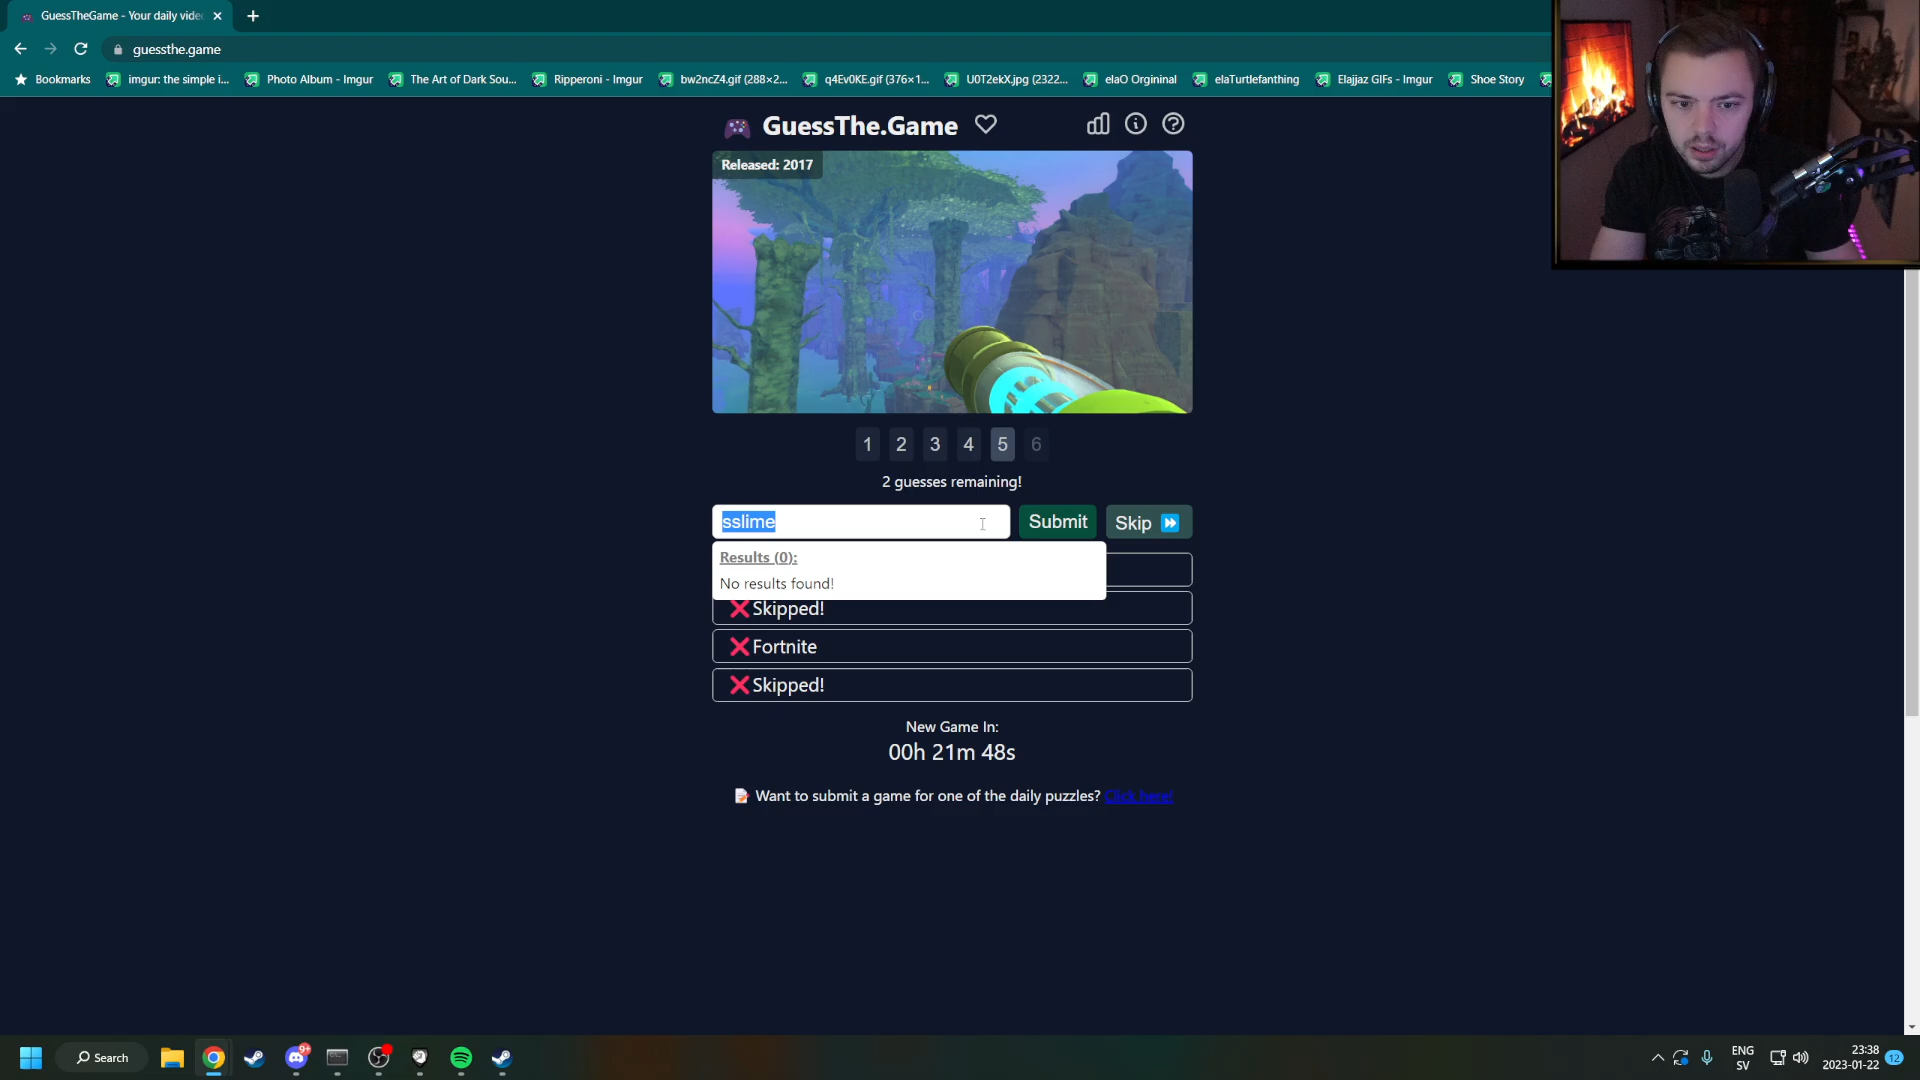 GuessTheGame - Your daily vide
guessthe.game
Bookmarks
imgur: the simple i...
Photo Album - Imgur
The Art of Dark Sou...
Ripperoni - Imgur
bw2ncZ4.gif (288×2...
q4Ev0KE.gif (376×1...
U0T2ekX.jpg (2322...
elaO Orgininal
elaTurtlefanthing
Elajjaz GIFs - Imgur
Shoe Story
GuessThe.Game
Released: 2017
1 2 3 4 5 6
2 guesses remaining!
sslime
Submit
Skip
Results (0):
No results found!
Skipped!
Fortnite
Skipped!
New Game In:
00h 21m 48s
Want to submit a game for one of the daily puzzles? Click here!
Search
9+
ENG
SV
23:38
2023-01-22
12